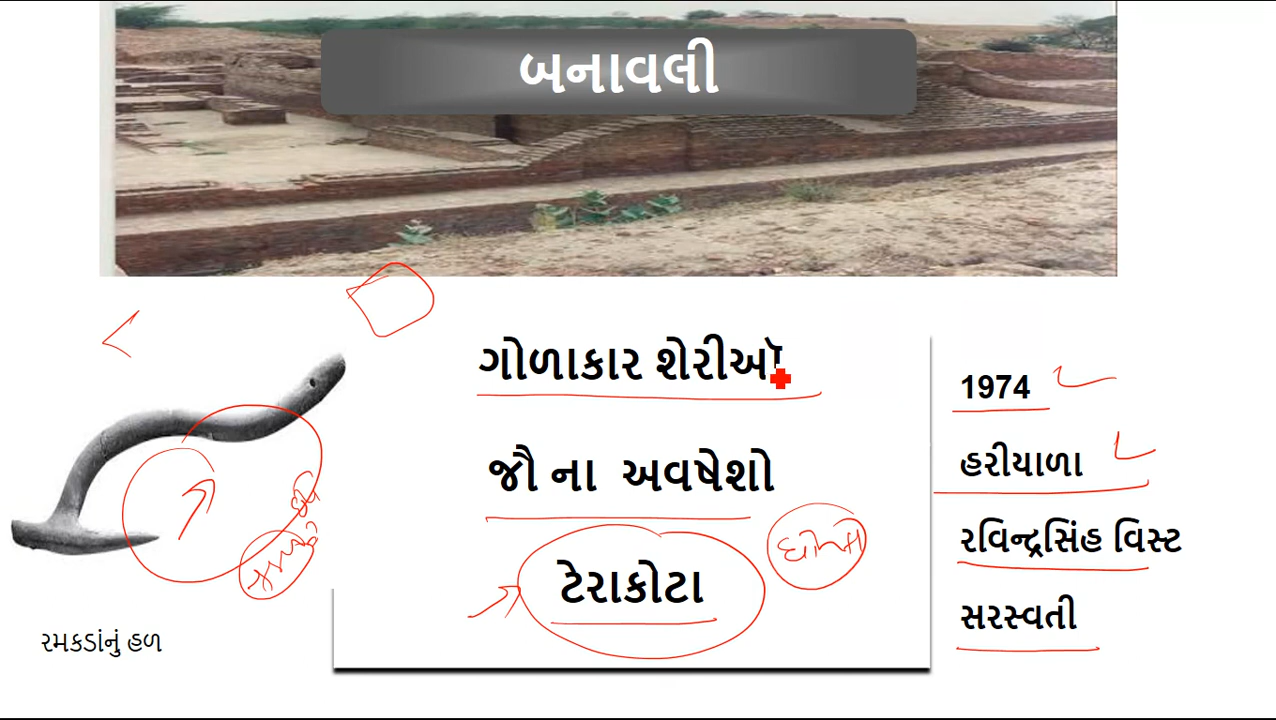 બનાવલી
ગોળાકાર શેરીઓ
જૌ ના અવષેશો
ટેરાકોટા
1974
હરીયાળા
રવિન્દ્રસિંહ વિસ્ટ
સરસ્વતી
રમકડાંનું હળ